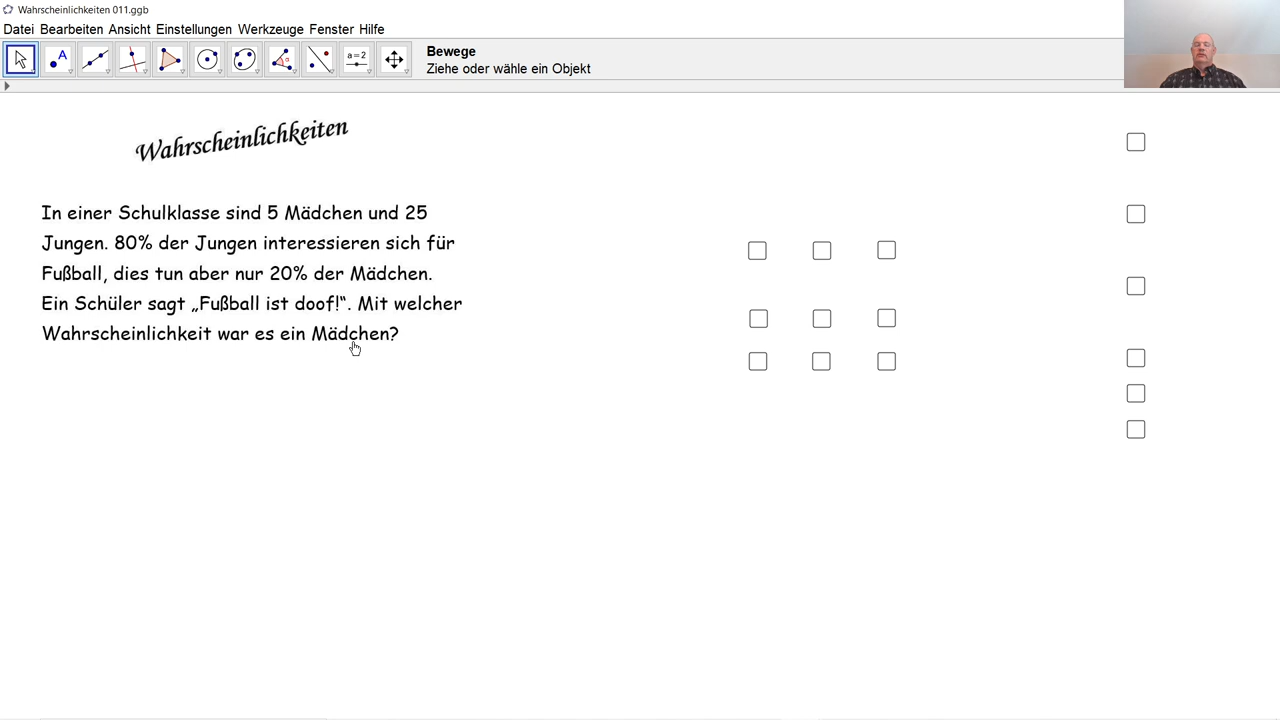 Wahrscheinlichkeiten 011.ggb
Datei Bearbeiten Ansicht Einstellungen Werkzeuge Fenster Hilfe
A
α
a=2
Bewege
Ziehe oder wähle ein Objekt
Wahrscheinlichkeiten
In einer Schulklasse sind 5 Mädchen und 25
Jungen. 80% der Jungen interessieren sich für
Fußball, dies tun aber nur 20% der Mädchen.
Ein Schüler sagt „Fußball ist doof!“. Mit welcher
Wahrscheinlichkeit war es ein Mädchen?